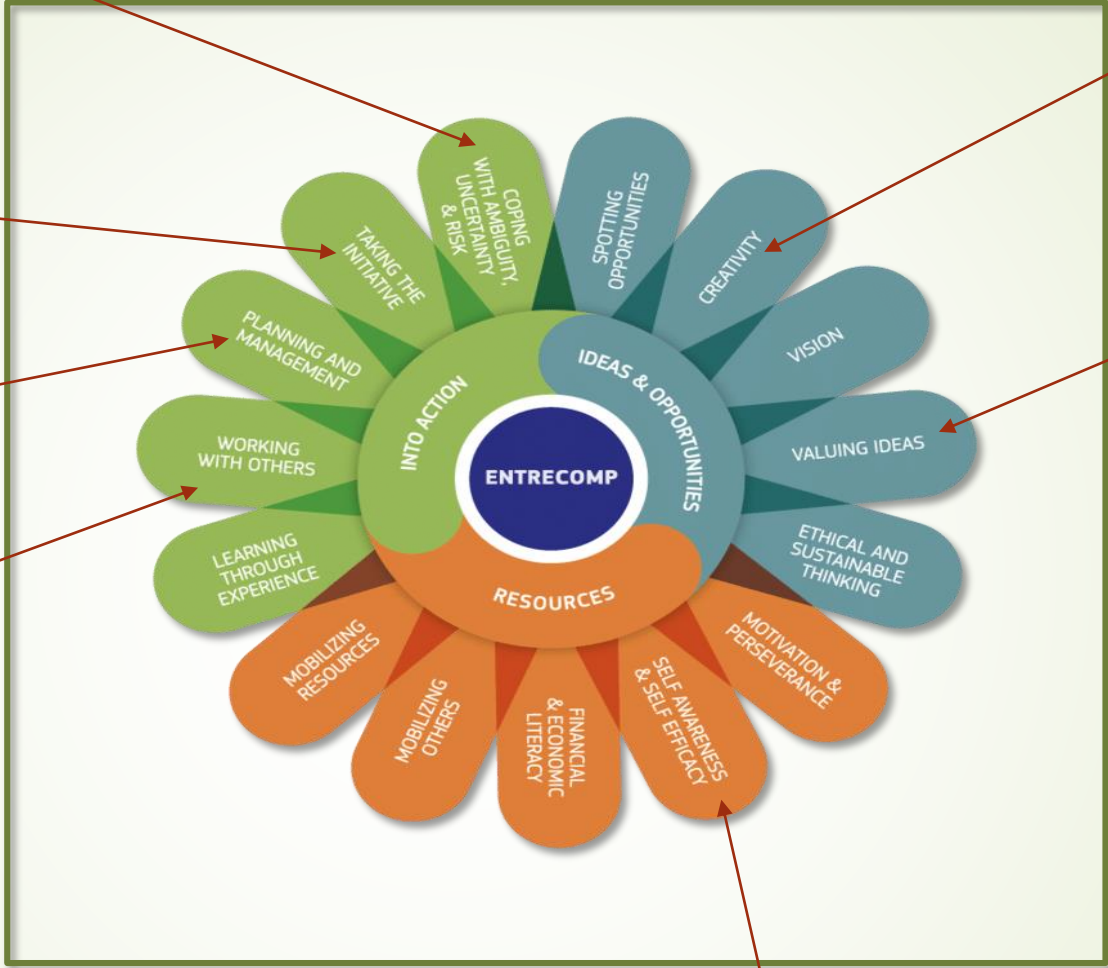 COPING
WITH AMBIGUITY,
UNCERTAINTY
& RISK
SPOTTING
OPPORTUNITIES
CREATIVITY
VISION
VALUING IDEAS
ETHICAL AND
SUSTAINABLE
THINKING
MOTIVATION &
PERSEVERANCE
SELF AWARENESS
& SELF EFFICACY
FINANCIAL
& ECONOMIC
LITERACY
MOBILIZING
OTHERS
MOBILIZING
RESOURCES
LEARNING
THROUGH
EXPERIENCE
WORKING
WITH OTHERS
PLANNING AND
MANAGEMENT
TAKING THE
INITIATIVE
INTO ACTION
IDEAS & OPPORTUNITIES
RESOURCES
ENTRECOMP